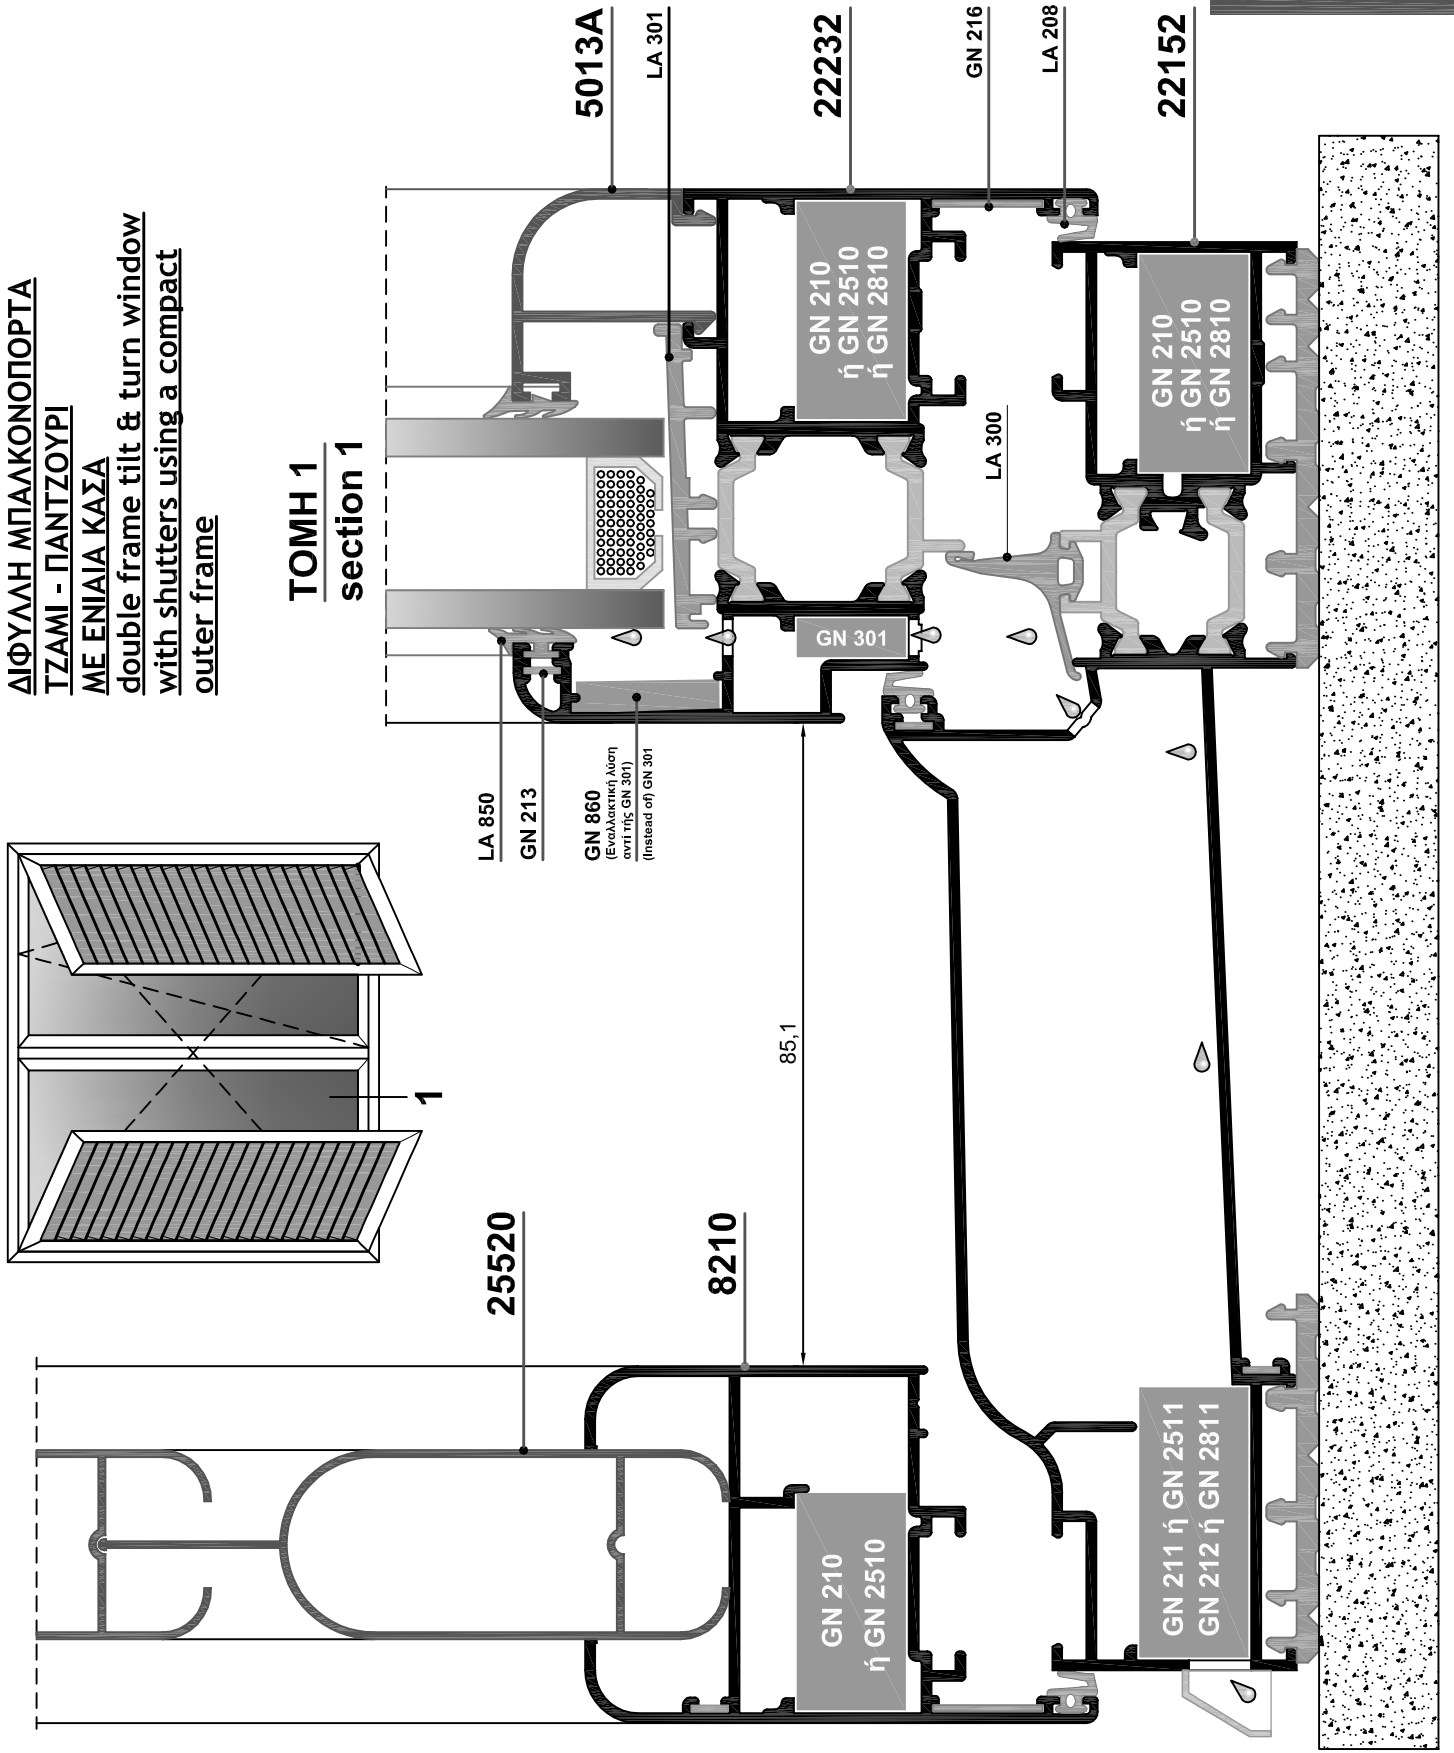 ΔΙΦΥΛΛΗ ΜΠΑΛΚΟΝΟΠΟΡΤΑ
ΤΖΑΜΙ - ΠΑΝΤΖΟΥΡΙ
ΜΕ ΕΝΙΑΙΑ ΚΑΣΑ
double frame tilt & turn window
with shutters using a compact
outer frame
ΤΟΜΗ 1
section 1
1
5013A
LA 301
22232
GN 216
LA 208
22152
GN 210
ή GN 2510
ή GN 2810
GN 210
ή GN 2510
ή GN 2810
LA 300
GN 301
LA 850
GN 213
GN 860
(Εναλλακτική λύση
αντί της GN 301)
(Instead of) GN 301
85,1
25520
8210
GN 210
ή GN 2510
GN 211 ή GN 2511
GN 212 ή GN 2811